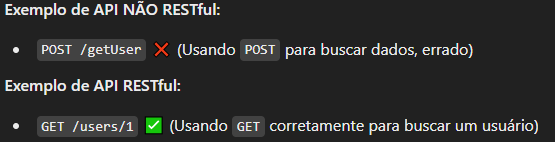 Exemplo de API NÃO RESTful:
• POST /getUser ❌ (Usando POST para buscar dados, errado)
Exemplo de API RESTful:
• GET /users/1 ✅ (Usando GET corretamente para buscar um usuário)